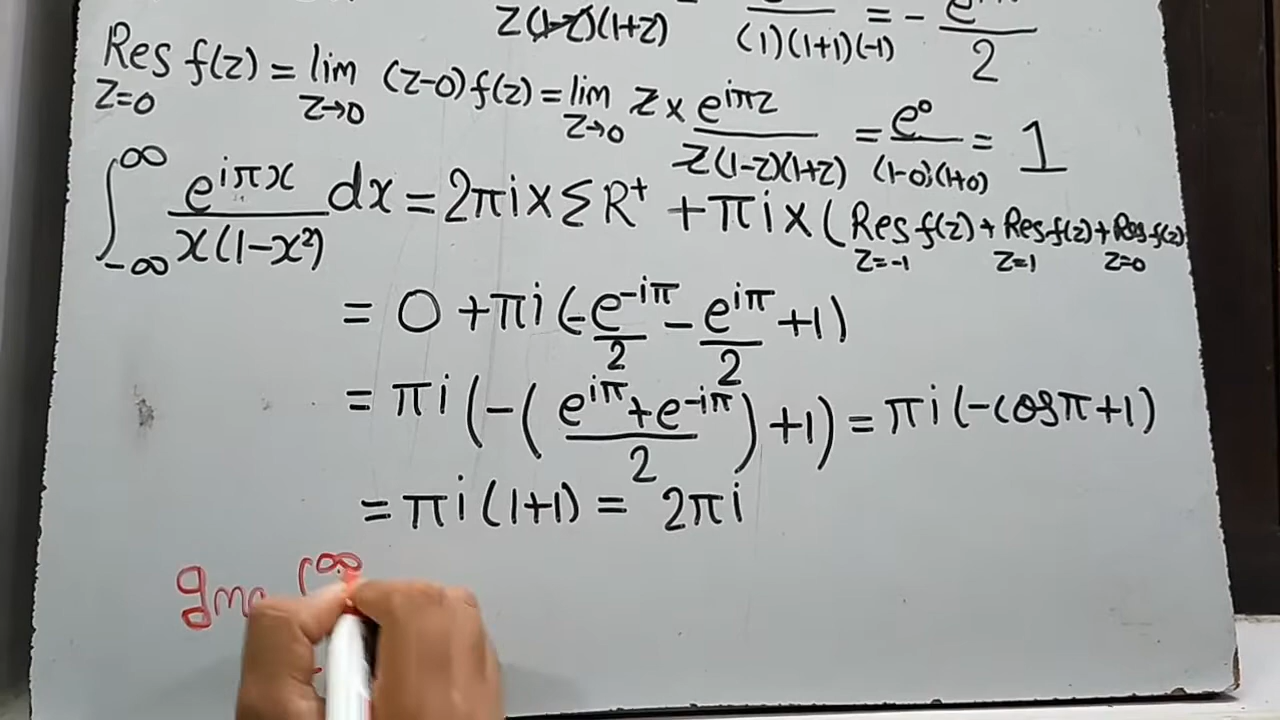 z(1-z)(1+z) (1)(1+1)(-1) = - e 2
Res f(z) = lim (z-0) f(z) = lim z × e^{iπz} / z(1-z)(1+z) = e^0 / (1-0)(1+0) = 1
z=0 z→0 z→0
∫_{-∞}^{∞} e^{iπx} / x(1-x²) dx = 2πi × ΣR⁺ + πi × ( Res f(z) + Res f(z) + Res f(z)
z=-1 z=1 z=0
= 0 + πi (- e^{-iπ}/2 - e^{iπ}/2 + 1)
= πi (-( e^{iπ} + e^{-iπ} / 2 ) + 1) = πi (-cosπ + 1)
= πi (1+1) = 2πi
∫^∞